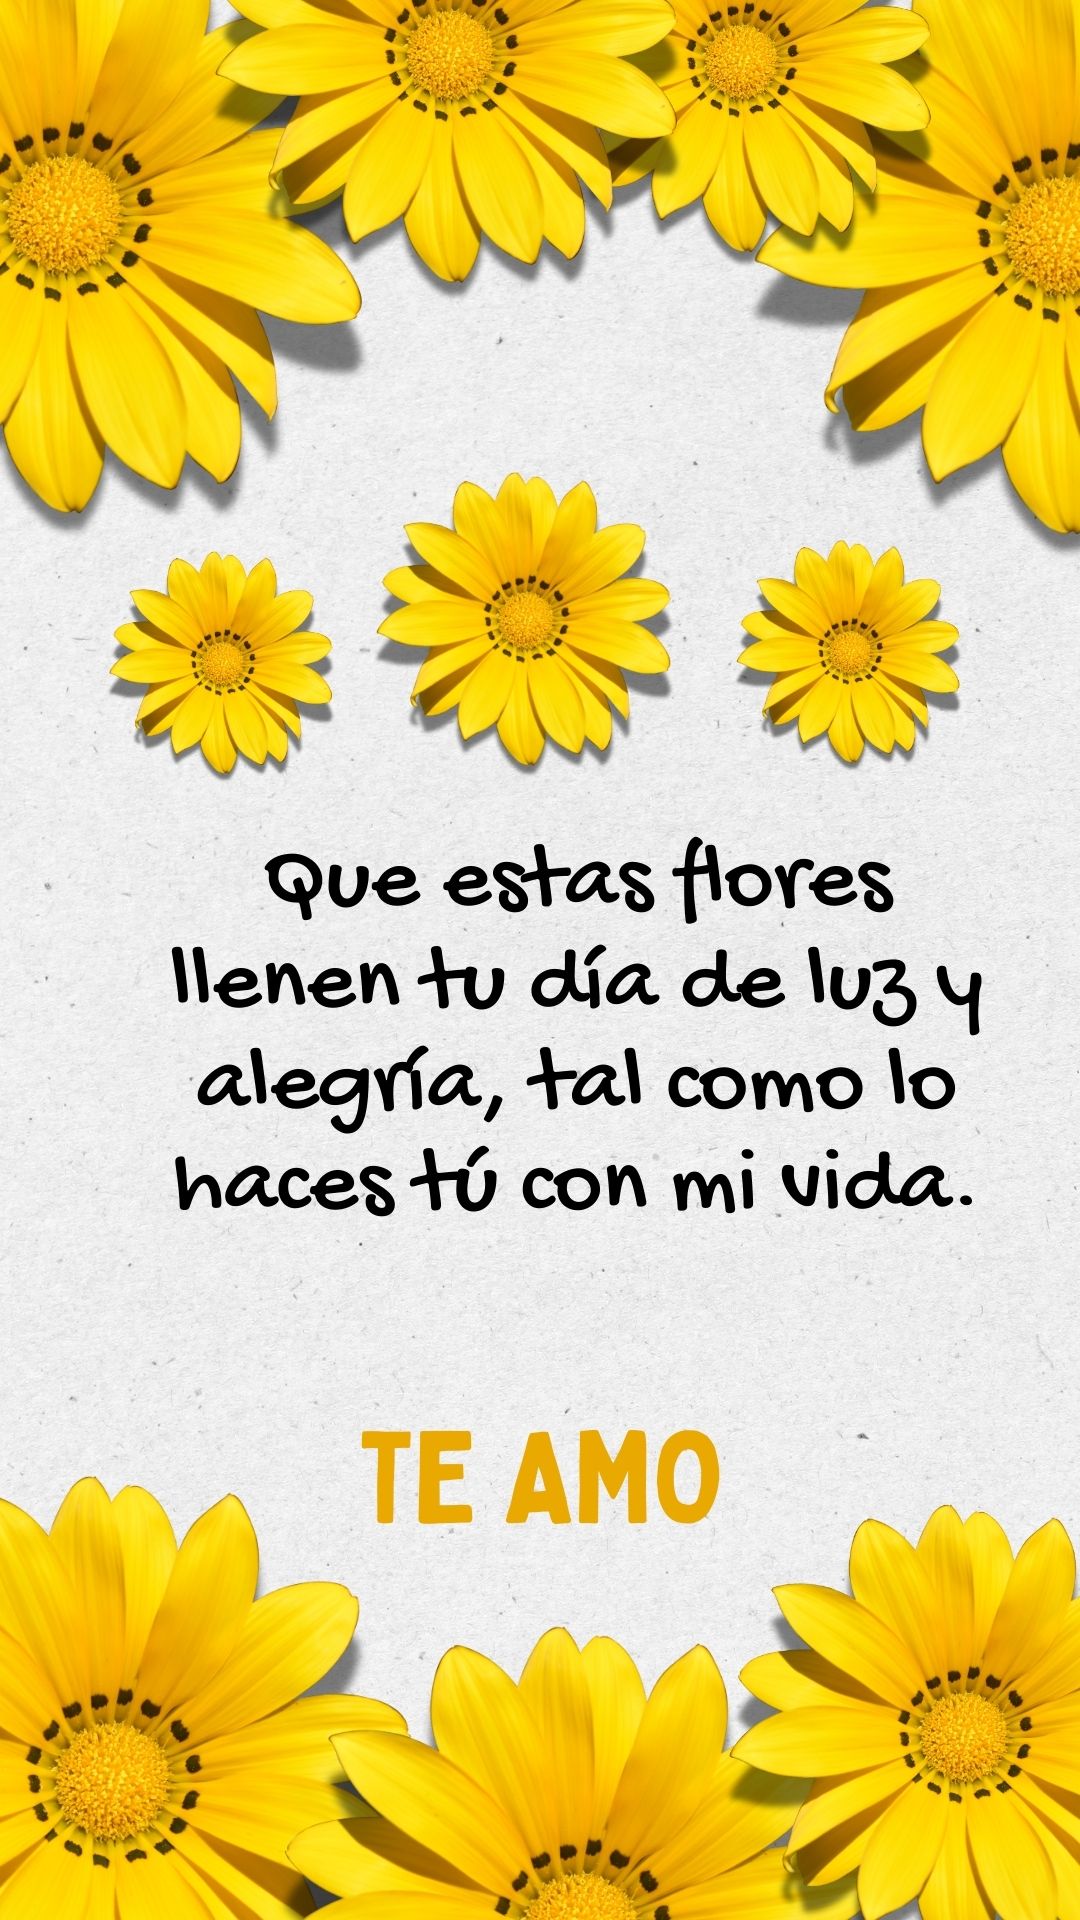 Que estas flores
llenen tu día de luz y
alegría, tal como lo
haces tú con mi vida.
TE AMO